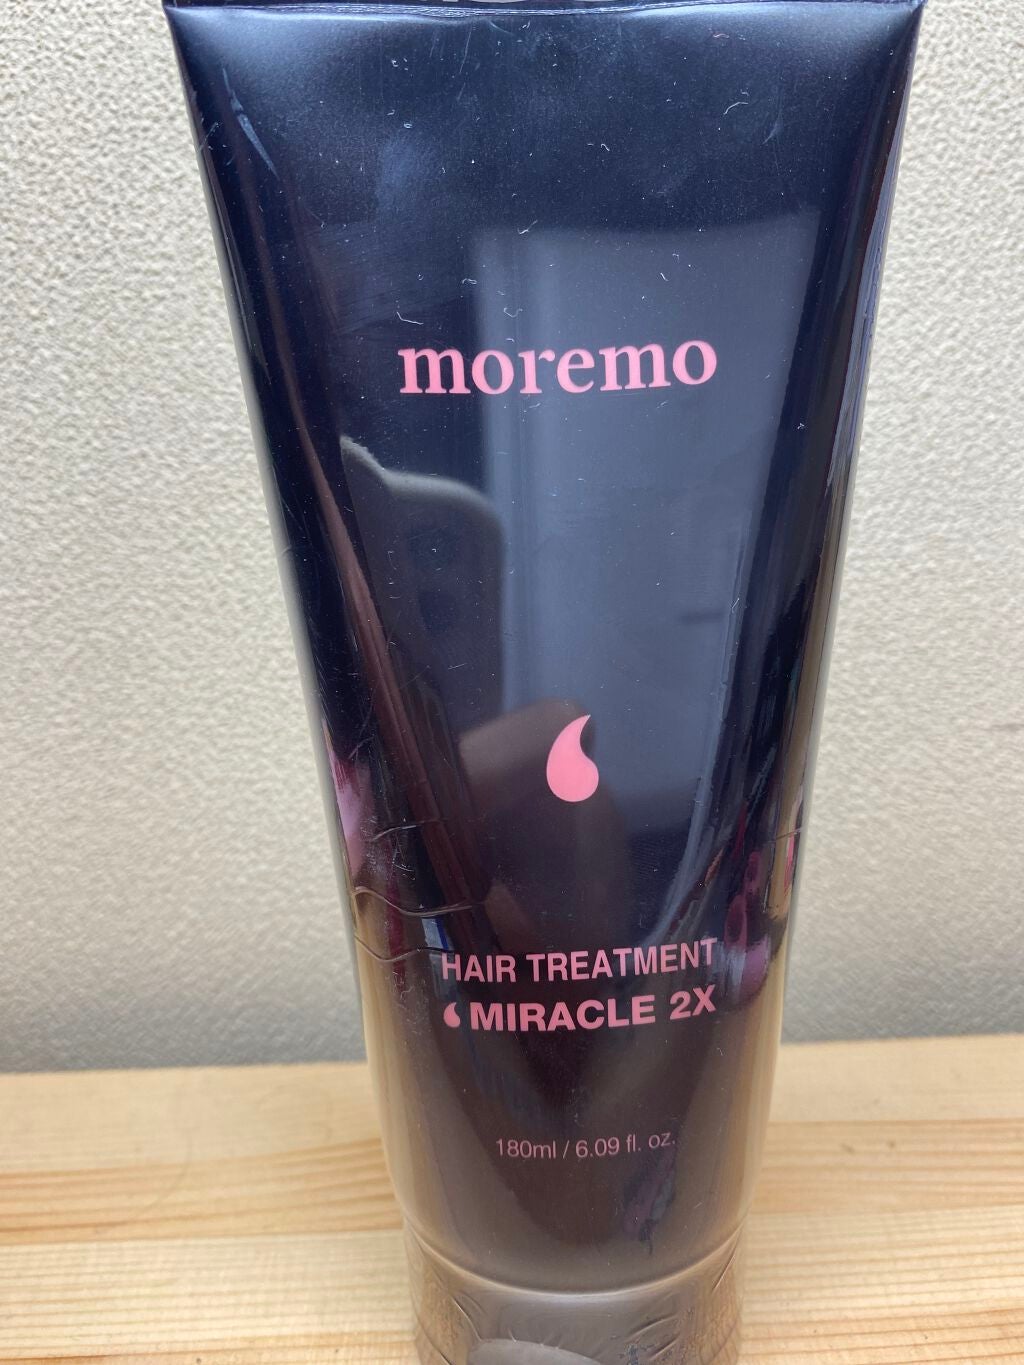 moremo
HAIR TREATMENT
MIRACLE 2X
180ml / 6.09 fl. oz.